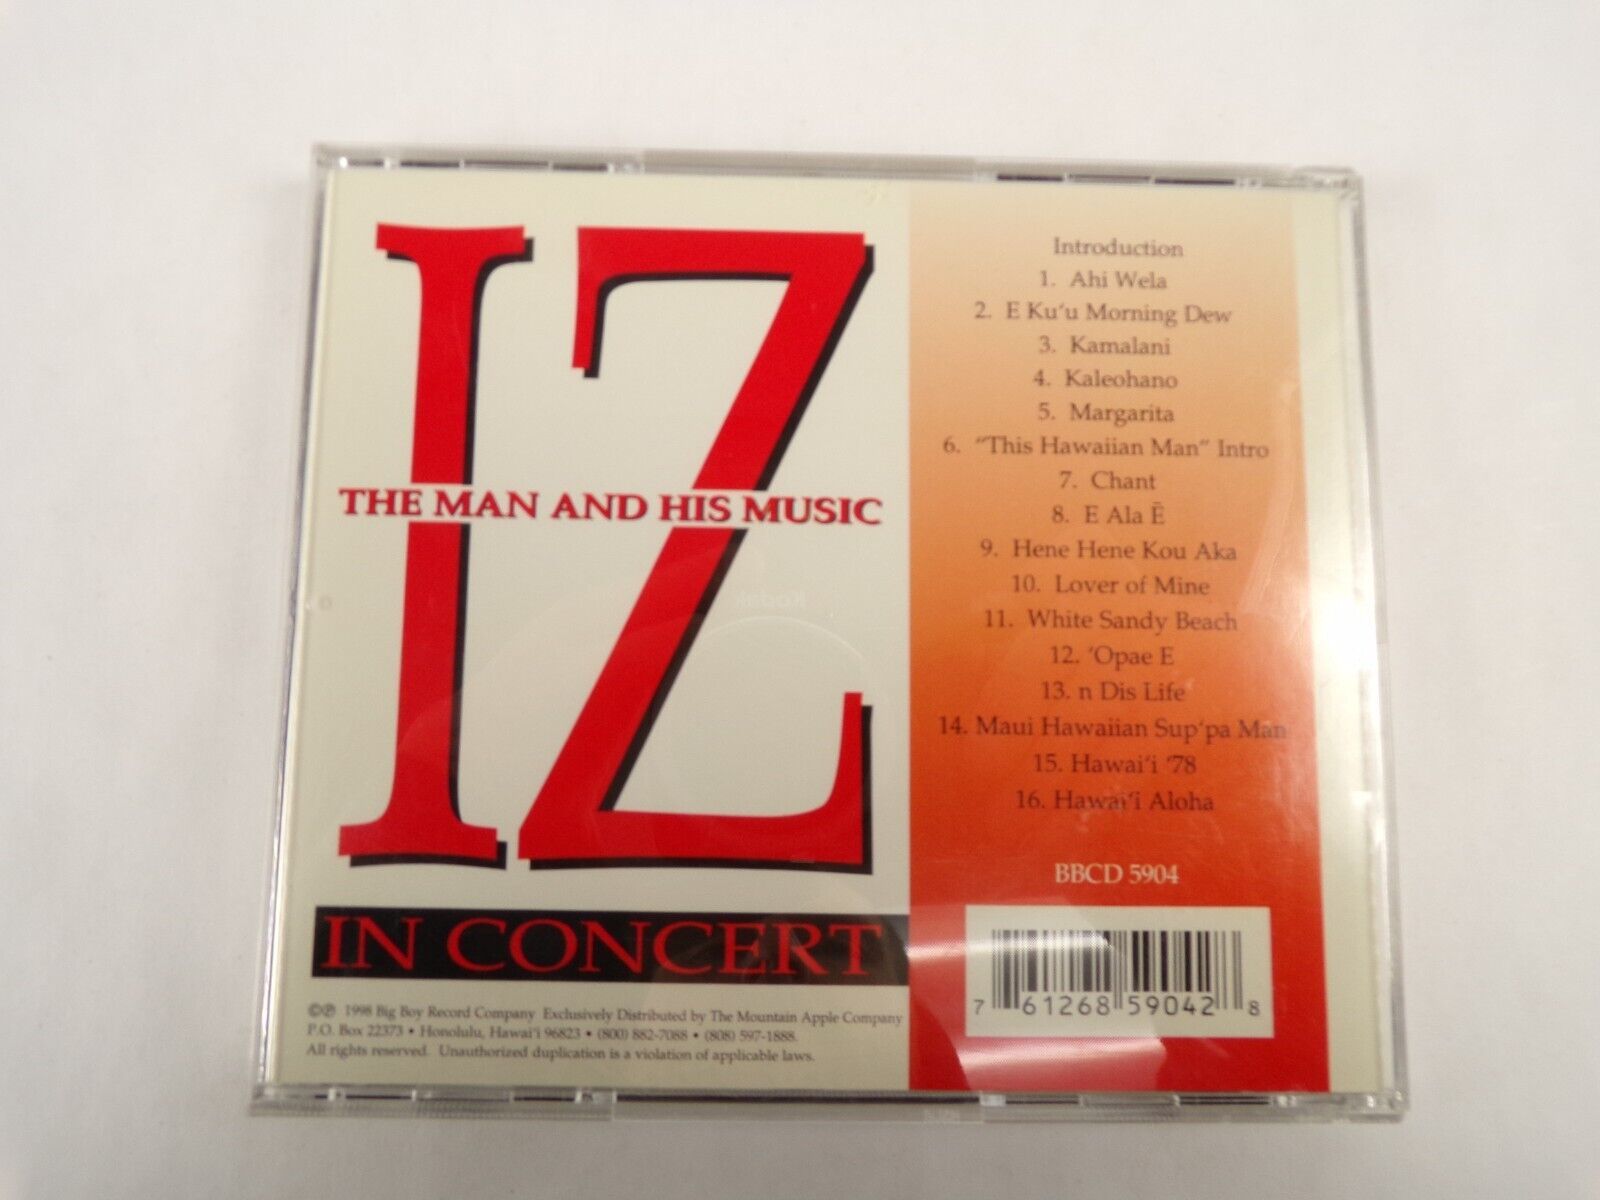 IZ
THE MAN AND HIS MUSIC
IN CONCERT
©℗ 1998 Big Boy Record Company Exclusively Distributed by The Mountain Apple Company
P.O. Box 22373 • Honolulu, Hawai'i 96823 • (800) 882-7088 • (808) 597-1888.
All rights reserved. Unauthorized duplication is a violation of applicable laws.
Introduction
1. Ahi Wela
2. E Ku'u Morning Dew
3. Kamalani
4. Kaleohano
5. Margarita
6. "This Hawaiian Man" Intro
7. Chant
8. E Ala Ē
9. Hene Hene Kou Aka
10. Lover of Mine
11. White Sandy Beach
12. 'Opae E
13. n Dis Life
14. Maui Hawaiian Sup'pa Man
15. Hawai'i '78
16. Hawai'i Aloha
BBCD 5904
7 61268 59042 8